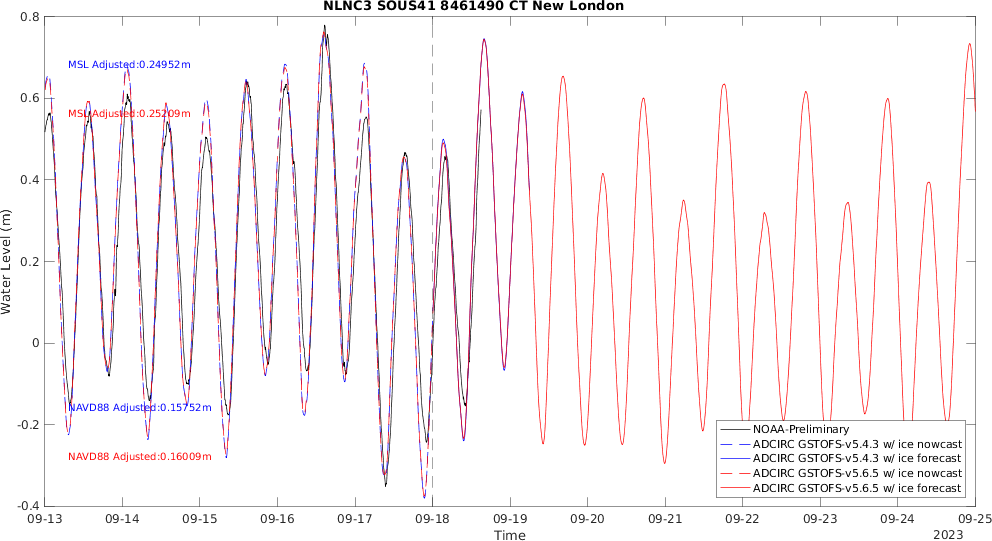 NLNC3 SOUS41 8461490 CT New London
Water Level (m)
0.8
0.6
0.4
0.2
0
-0.2
-0.4
MSL Adjusted:0.24952m
MSL Adjusted:0.25209m
NAVD88 Adjusted:0.15752m
NAVD88 Adjusted:0.16009m
NOAA-Preliminary
ADCIRC GSTOFS-v5.4.3 w/ ice nowcast
ADCIRC GSTOFS-v5.4.3 w/ ice forecast
ADCIRC GSTOFS-v5.6.5 w/ ice nowcast
ADCIRC GSTOFS-v5.6.5 w/ ice forecast
09-13 09-14 09-15 09-16 09-17 09-18 09-19 09-20 09-21 09-22 09-23 09-24 09-25
Time
2023